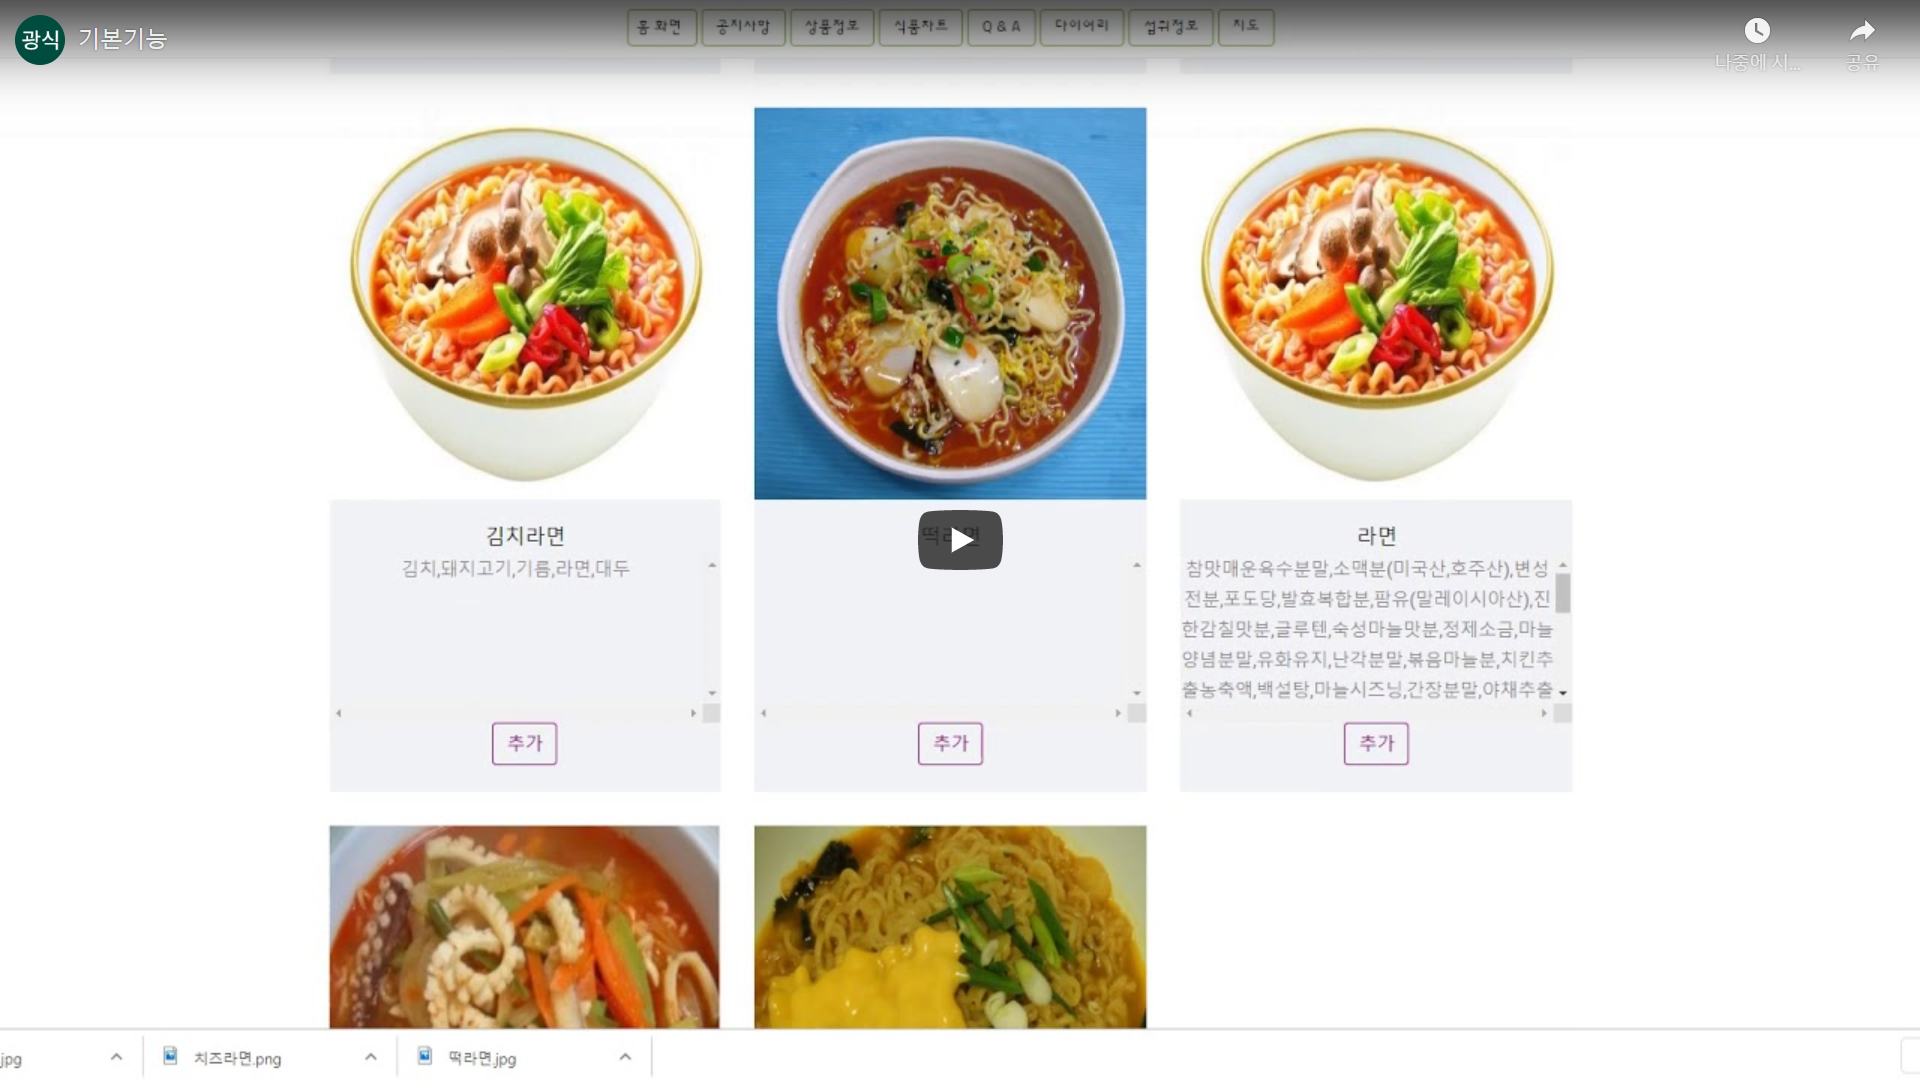 광식 기본기능
홈 화면 공지사항 상품정보 식품차트 Q & A 다이어리 섭취정보 지도
나중에 시... 공유
김치라면
김치,돼지고기,기름,라면,대두
추가
떡라면
추가
라면
참맛매운육수분말,소맥분(미국산,호주산),변성
전분,포도당,발효복합분,팜유(말레이시아산),진
한감칠맛분,글루텐,숙성마늘맛분,정제소금,마늘
양념분말,유화유지,난각분말,볶음마늘분,치킨추
출농축액,백설탕,마늘시즈닝,간장분말,야채추출
추가
.jpg 치즈라면.png 떡라면.jpg